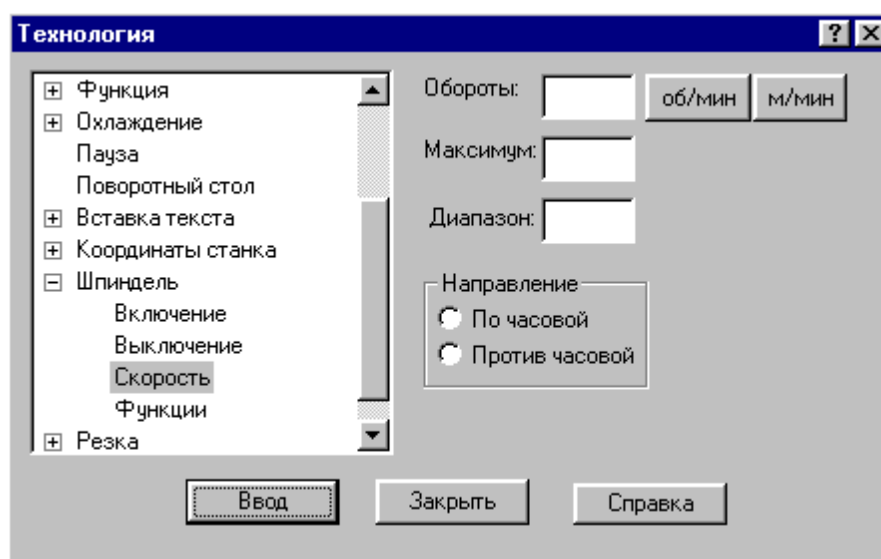 Технология
Функция
Охлаждение
Пауза
Поворотный стол
Вставка текста
Координаты станка
Шпиндель
Включение
Выключение
Скорость
Функции
Резка
Обороты:
об/мин
м/мин
Максимум:
Диапазон:
Направление
По часовой
Против часовой
Ввод
Закрыть
Справка